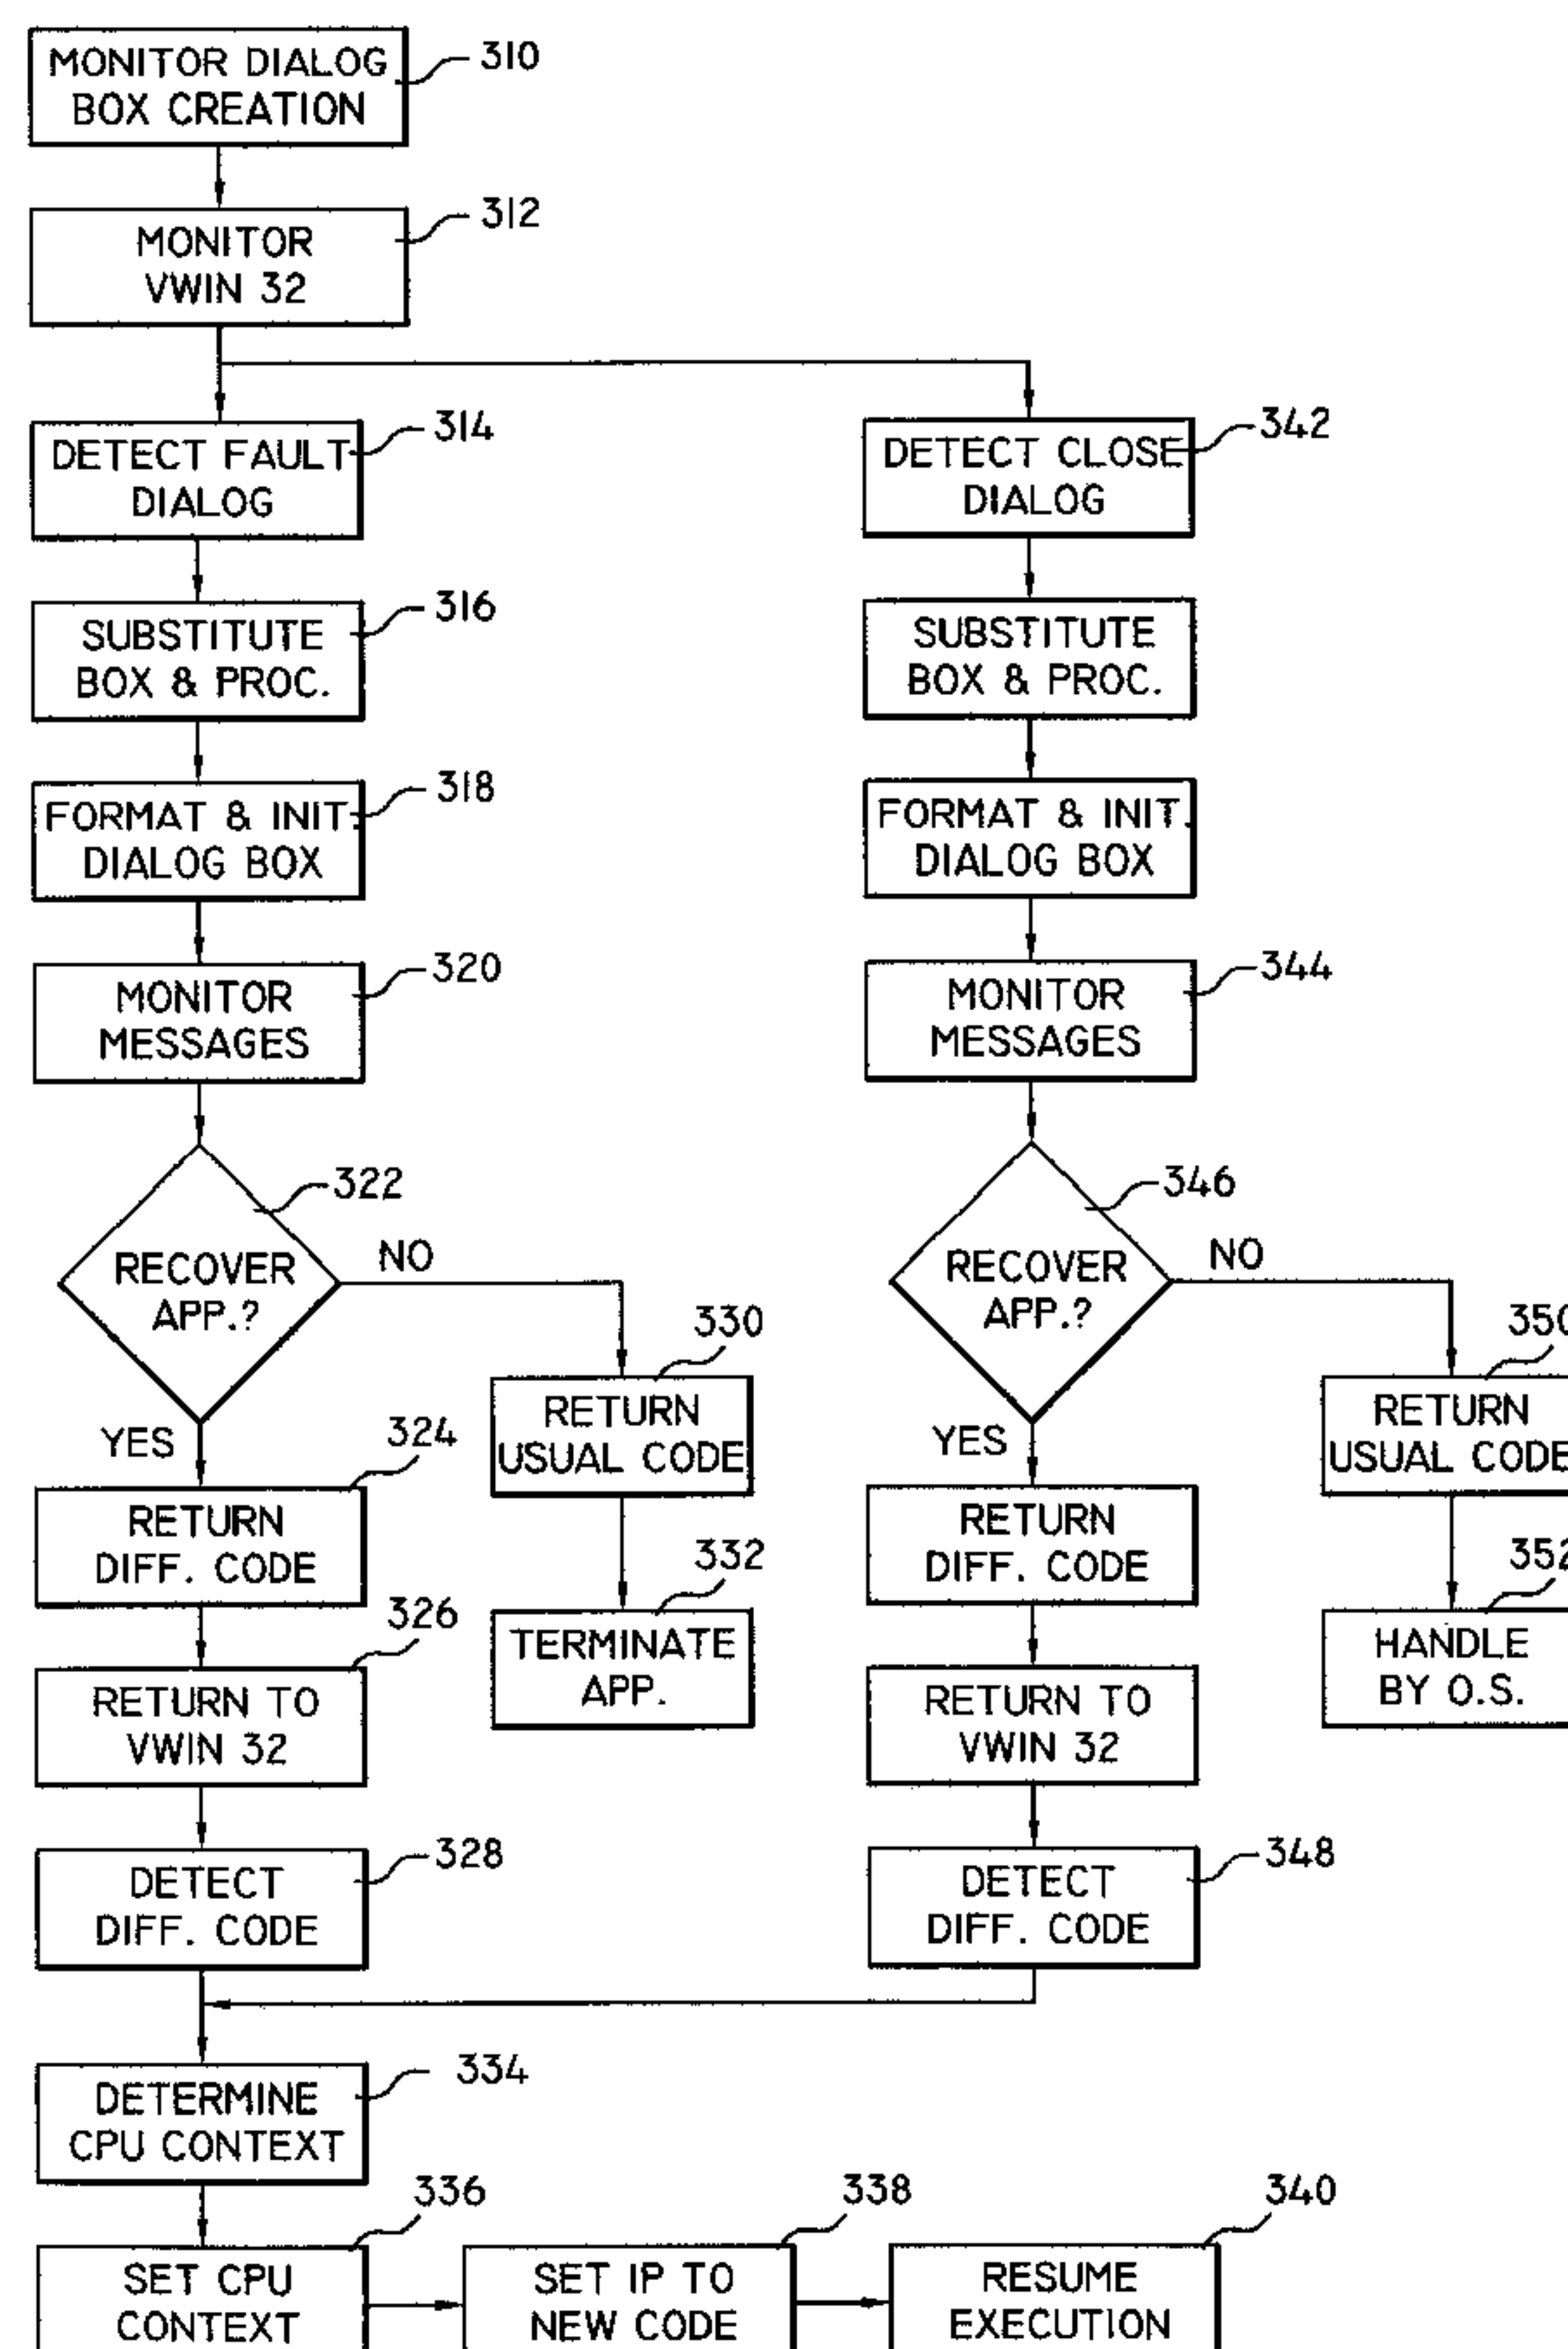 MONITOR DIALOG
BOX CREATION
310
MONITOR
VWIN 32
312
DETECT FAULT
DIALOG
314
SUBSTITUTE
BOX & PROC.
316
FORMAT & INIT.
DIALOG BOX
318
MONITOR
MESSAGES
320
RECOVER
APP.?
322
NO
YES
330
RETURN
USUAL CODE
332
TERMINATE
APP.
324
RETURN
DIFF. CODE
326
RETURN TO
VWIN 32
DETECT
DIFF. CODE
328
DETECT CLOSE
DIALOG
342
SUBSTITUTE
BOX & PROC.
FORMAT & INIT.
DIALOG BOX
MONITOR
MESSAGES
344
RECOVER
APP.?
346
NO
YES
350
RETURN
USUAL CODE
352
HANDLE
BY O.S.
RETURN
DIFF. CODE
RETURN TO
VWIN 32
DETECT
DIFF. CODE
348
DETERMINE
CPU CONTEXT
334
336
SET CPU
CONTEXT
338
SET IP TO
NEW CODE
340
RESUME
EXECUTION